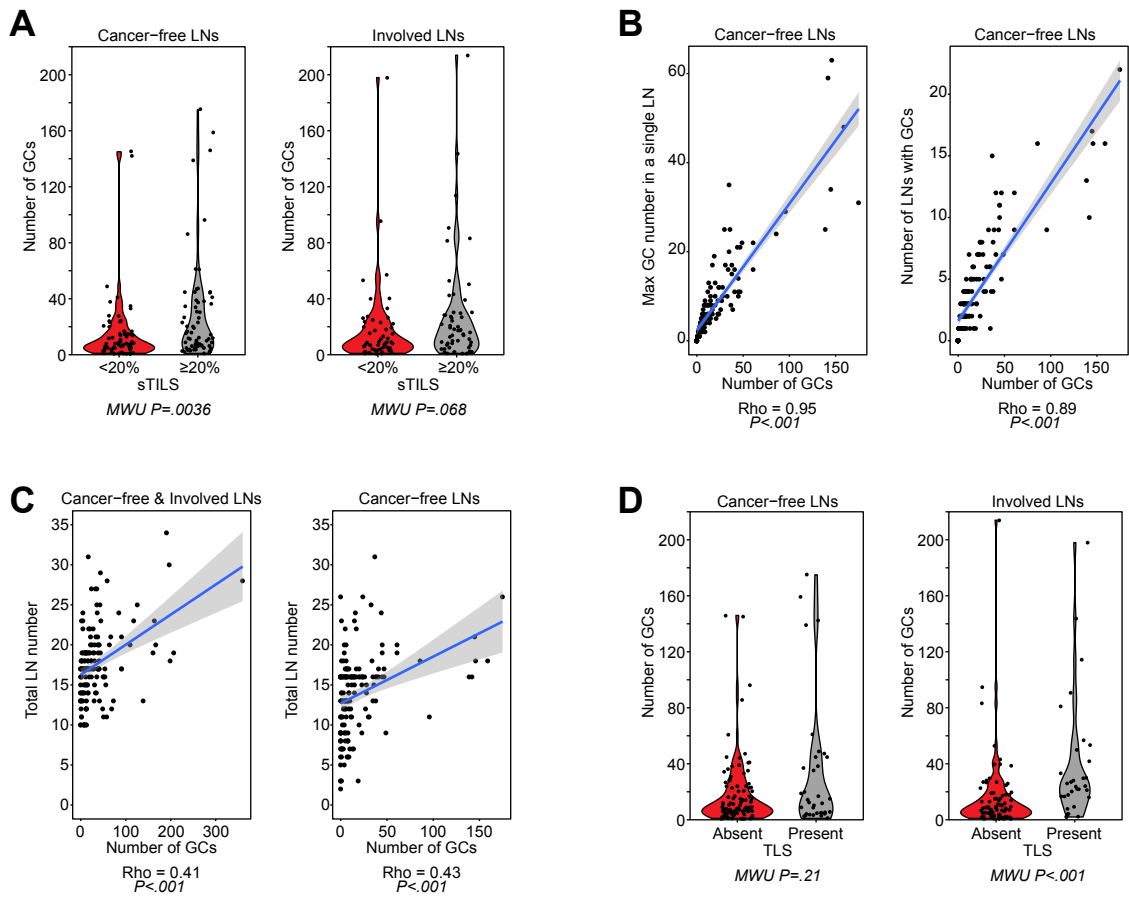 A
Cancer−free LNs
Involved LNs
Number of GCs
200
160
120
80
40
0
<20%
≥20%
sTILS
MWU P=.0036
Number of GCs
200
160
120
80
40
0
<20%
≥20%
sTILS
MWU P=.068
B
Cancer−free LNs
Cancer−free LNs
Max GC number in a single LN
60
40
20
0
0
50
100
150
Number of GCs
Rho = 0.95
P<.001
Number of LNs with GCs
20
15
10
5
0
0
50
100
150
Number of GCs
Rho = 0.89
P<.001
C
Cancer−free & Involved LNs
Cancer−free LNs
Total LN number
35
30
25
20
15
10
5
0
0
100
200
300
Number of GCs
Rho = 0.41
P<.001
Total LN number
35
30
25
20
15
10
5
0
0
50
100
150
Number of GCs
Rho = 0.43
P<.001
D
Cancer−free LNs
Involved LNs
Number of GCs
200
160
120
80
40
0
Absent
Present
TLS
MWU P=.21
Number of GCs
200
160
120
80
40
0
Absent
Present
TLS
MWU P<.001